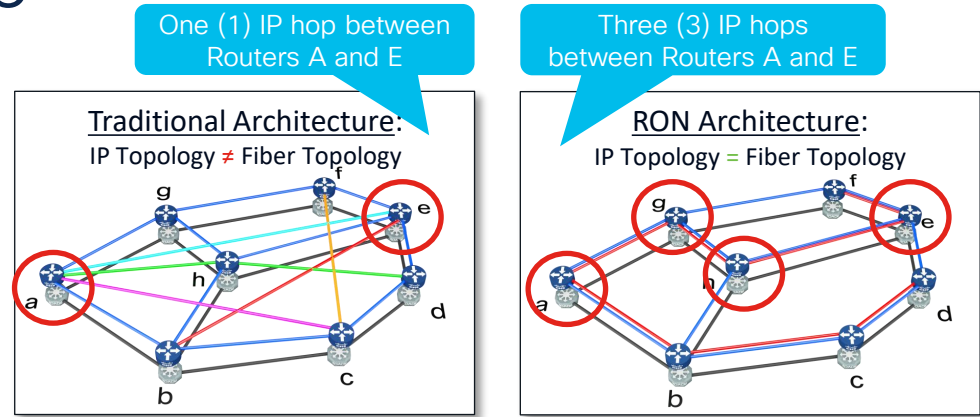 One (1) IP hop between
Routers A and E
Three (3) IP hops
between Routers A and E
Traditional Architecture:
IP Topology ≠ Fiber Topology
f
g
e
h
a
d
c
b
RON Architecture:
IP Topology = Fiber Topology
f
g
e
h
a
d
c
b